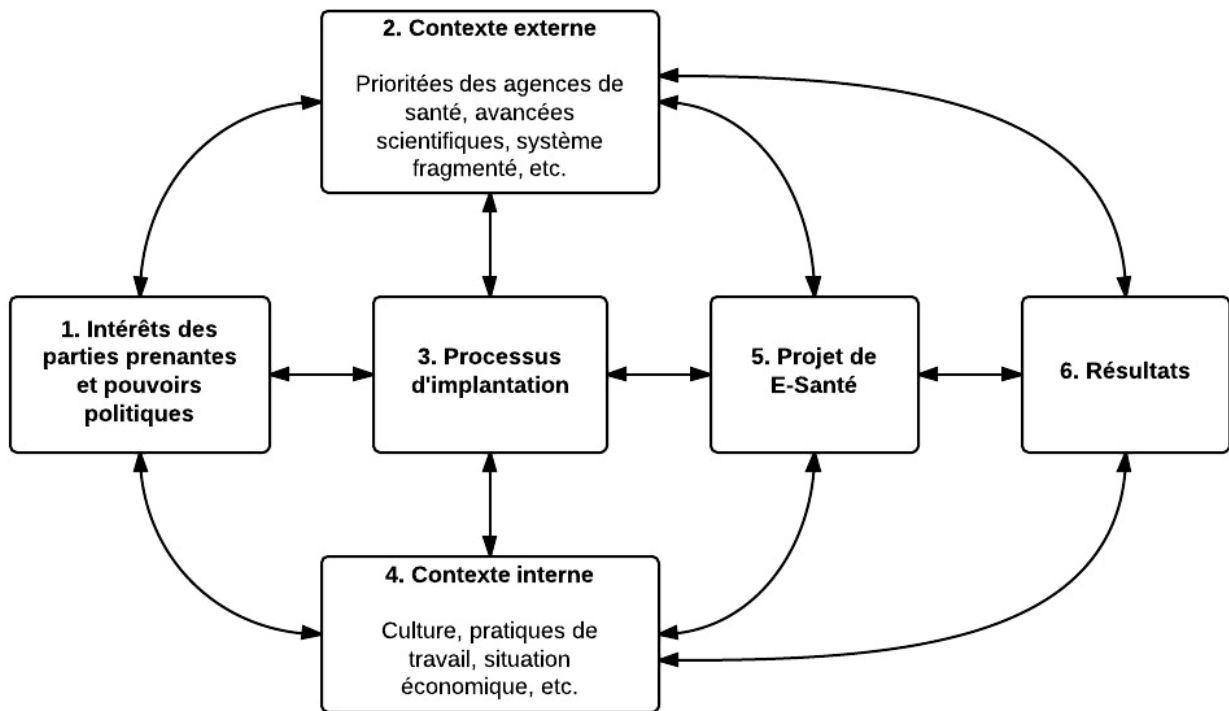 2. Contexte externe
Prioritées des agences de
santé, avancées
scientifiques, système
fragmenté, etc.
1. Intérêts des
parties prenantes
et pouvoirs
politiques
3. Processus
d'implantation
5. Projet de
E-Santé
6. Résultats
4. Contexte interne
Culture, pratiques de
travail, situation
économique, etc.